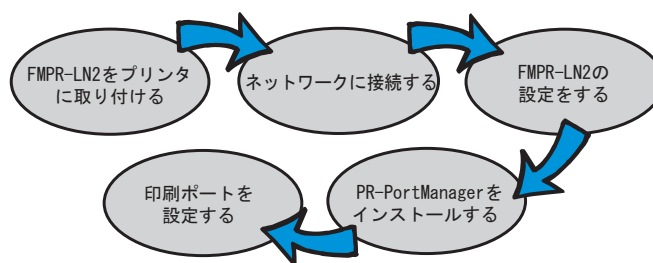 FMPR-LN2をプリンタ
に取り付ける
ネットワークに接続する
FMPR-LN2の
設定をする
PR-PortManagerを
インストールする
印刷ポートを
設定する